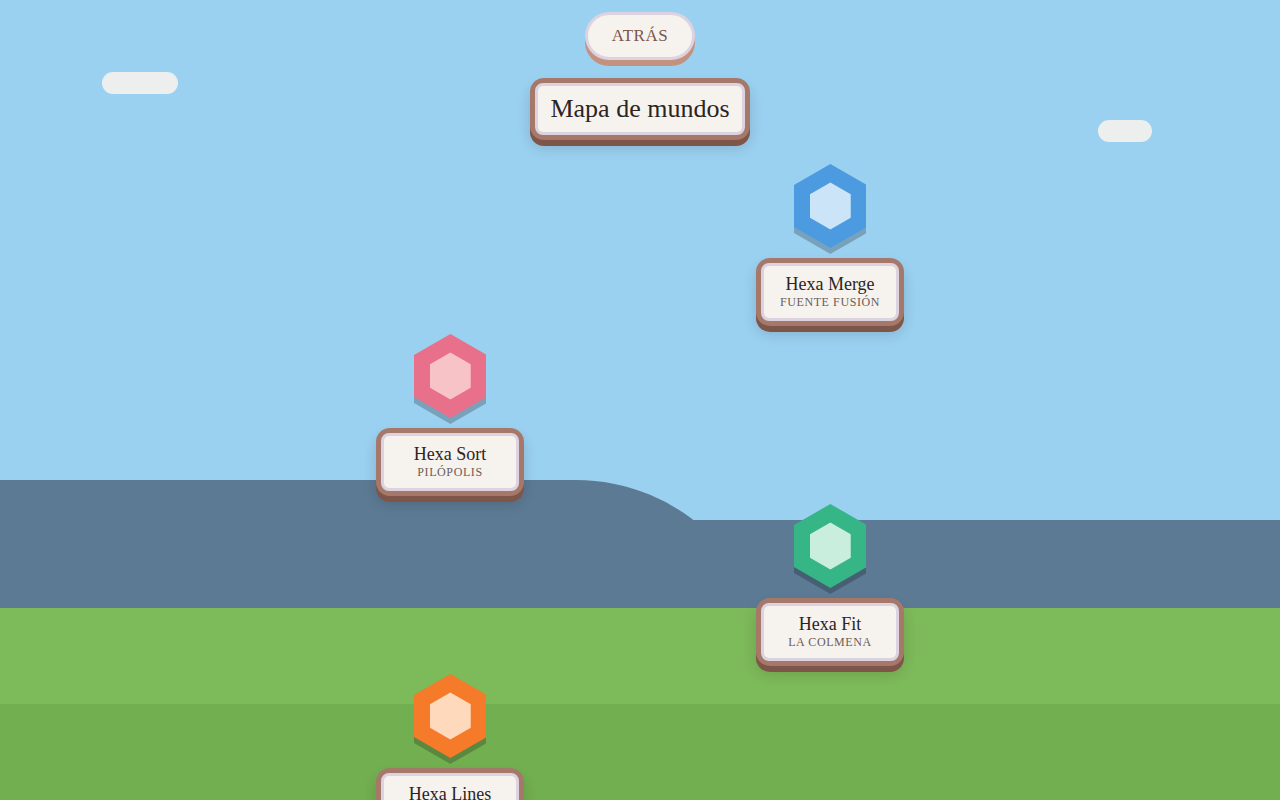 ATRÁS
Mapa de mundos
Hexa Merge
FUENTE FUSIÓN
Hexa Sort
PILÓPOLIS
Hexa Fit
LA COLMENA
Hexa Lines